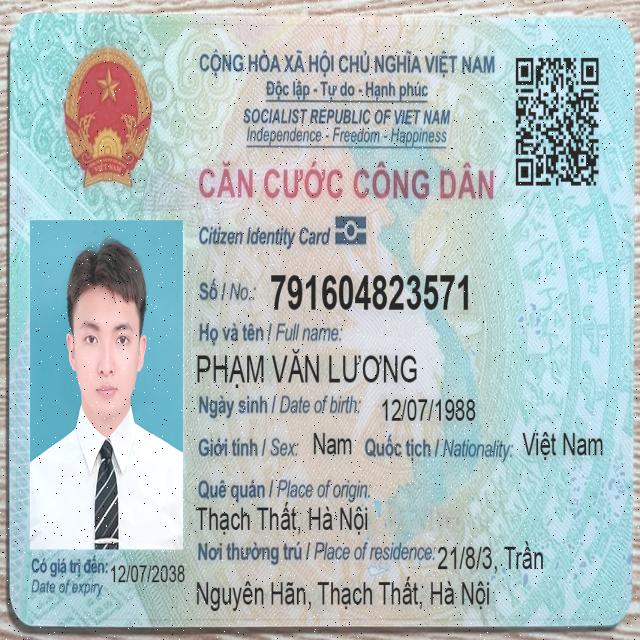 CỘNG HÒA XÃ HỘI CHỦ NGHĨA VIỆT NAM
Độc lập - Tự do - Hạnh phúc
SOCIALIST REPUBLIC OF VIET NAM
Independence - Freedom - Happiness
CĂN CƯỚC CÔNG DÂN
Citizen Identity Card
Số / No.: 791604823571
Họ và tên / Full name:
PHẠM VĂN LƯƠNG
Ngày sinh / Date of birth: 12/07/1988
Giới tính / Sex: Nam Quốc tịch / Nationality: Việt Nam
Quê quán / Place of origin:
Thạch Thất, Hà Nội
Nơi thường trú / Place of residence: 21/8/3, Trần
Nguyên Hãn, Thạch Thất, Hà Nội
Có giá trị đến: 12/07/2038
Date of expiry